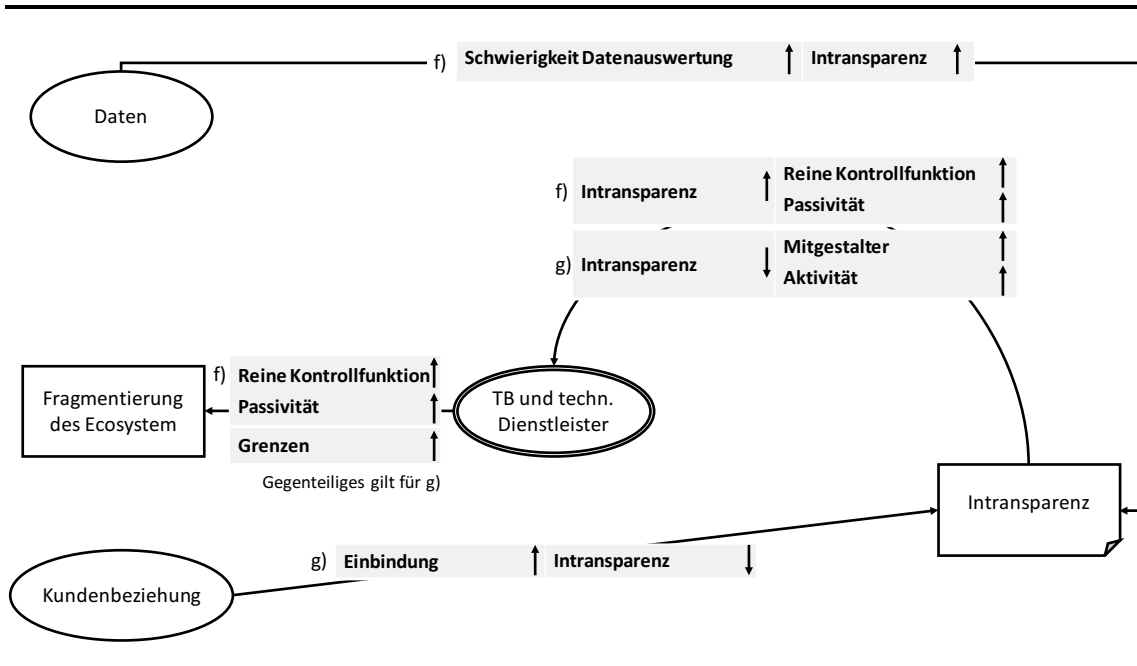 f) Schwierigkeit Datenauswertung ↑ Intransparenz ↑
Daten
f) Intransparenz ↑ Reine Kontrollfunktion ↑
Passivität ↑
g) Intransparenz ↓ Mitgestalter ↑
Aktivität ↑
Fragmentierung
des Ecosystem
f) Reine Kontrollfunktion ↑
Passivität ↑
Grenzen ↑
Gegenteiliges gilt für g)
TB und techn.
Dienstleister
Intransparenz
g) Einbindung ↑ Intransparenz ↓
Kundenbeziehung